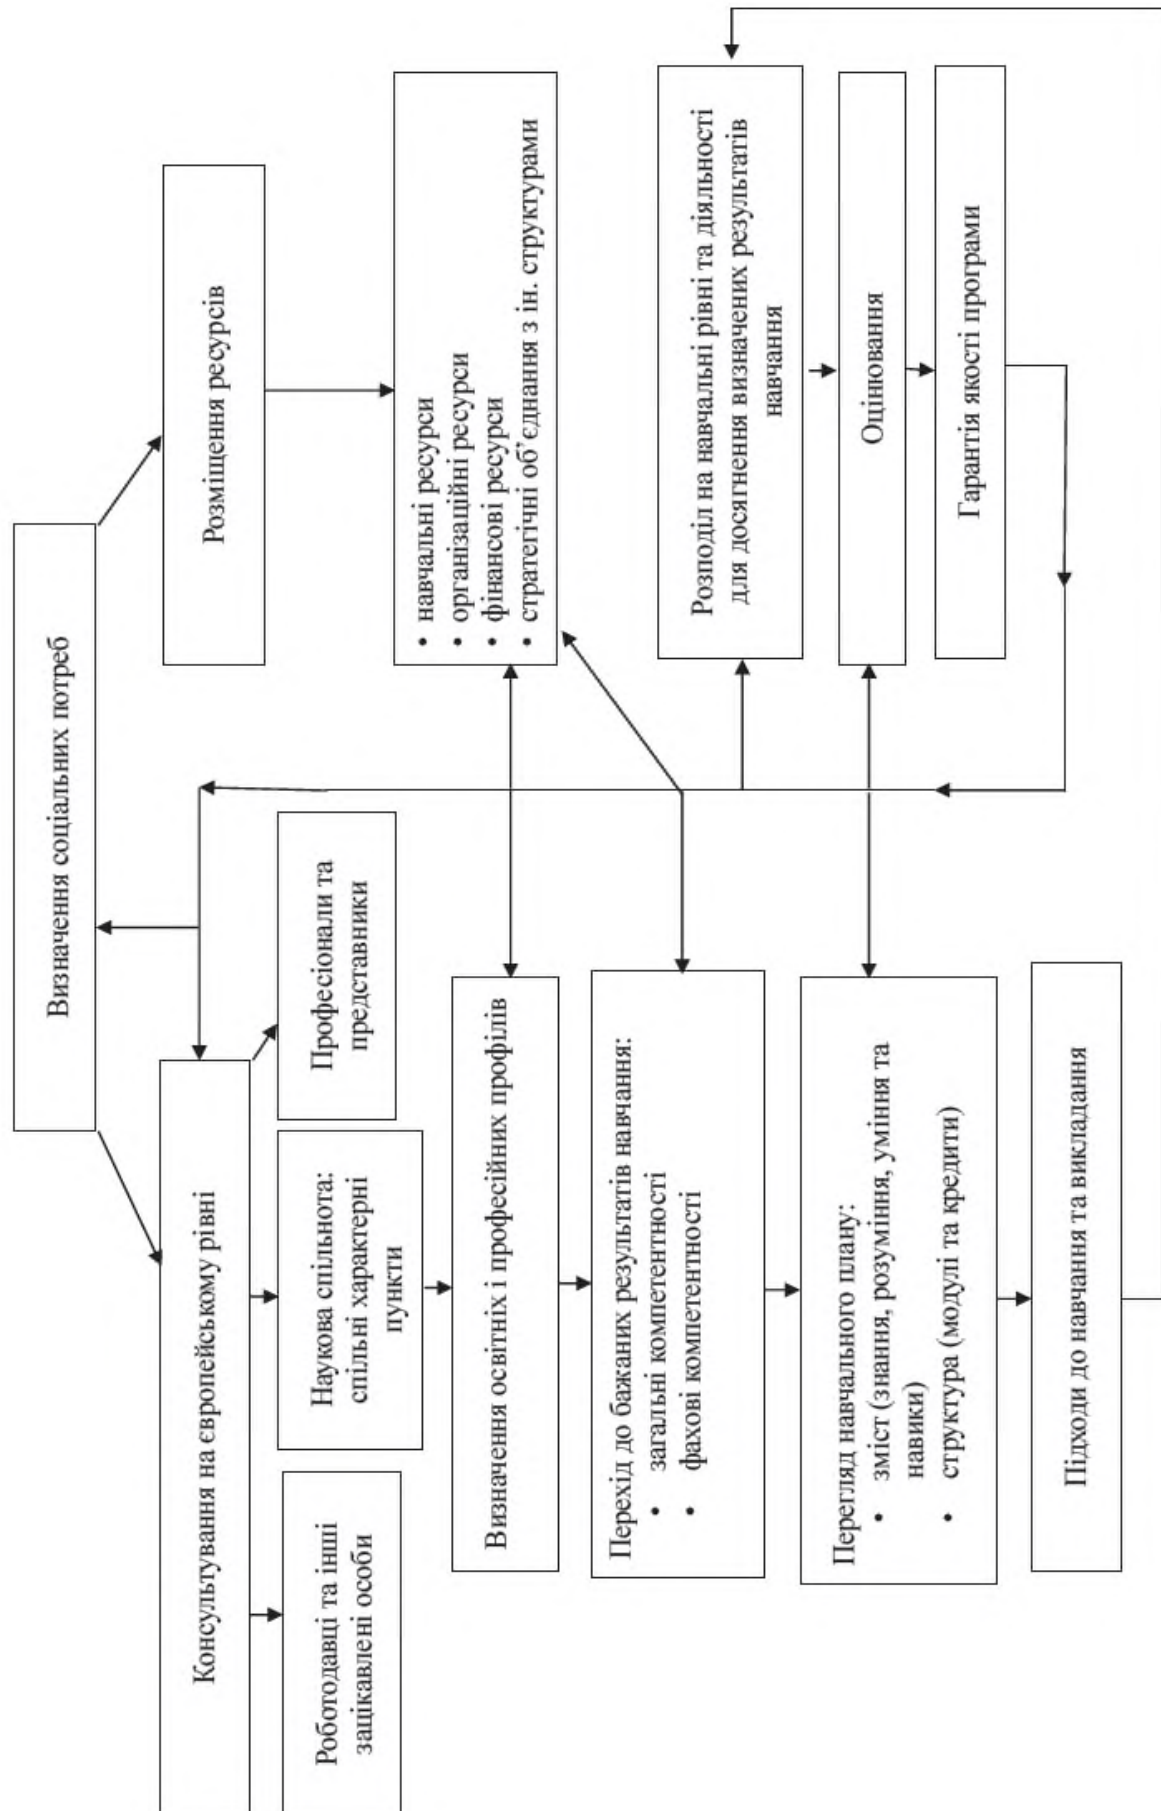 Визначення соціальних потреб
Консультування на європейському рівні
Розміщення ресурсів
Роботодавці та інші
зацікавлені особи
Наукова спільнота:
спільні характерні
пункти
Професіонали та
представники
• навчальні ресурси
• організаційні ресурси
• фінансові ресурси
• стратегічні об’єднання з ін. структурами
Визначення освітніх і професійних профілів
Перехід до бажаних результатів навчання:
• загальні компетентності
• фахові компетентності
Розподіл на навчальні рівні та діяльності
для досягнення визначених результатів
навчання
Перегляд навчального плану:
• зміст (знання, розуміння, уміння та
навики)
• структура (модулі та кредити)
Оцінювання
Гарантія якості програми
Підходи до навчання та викладання